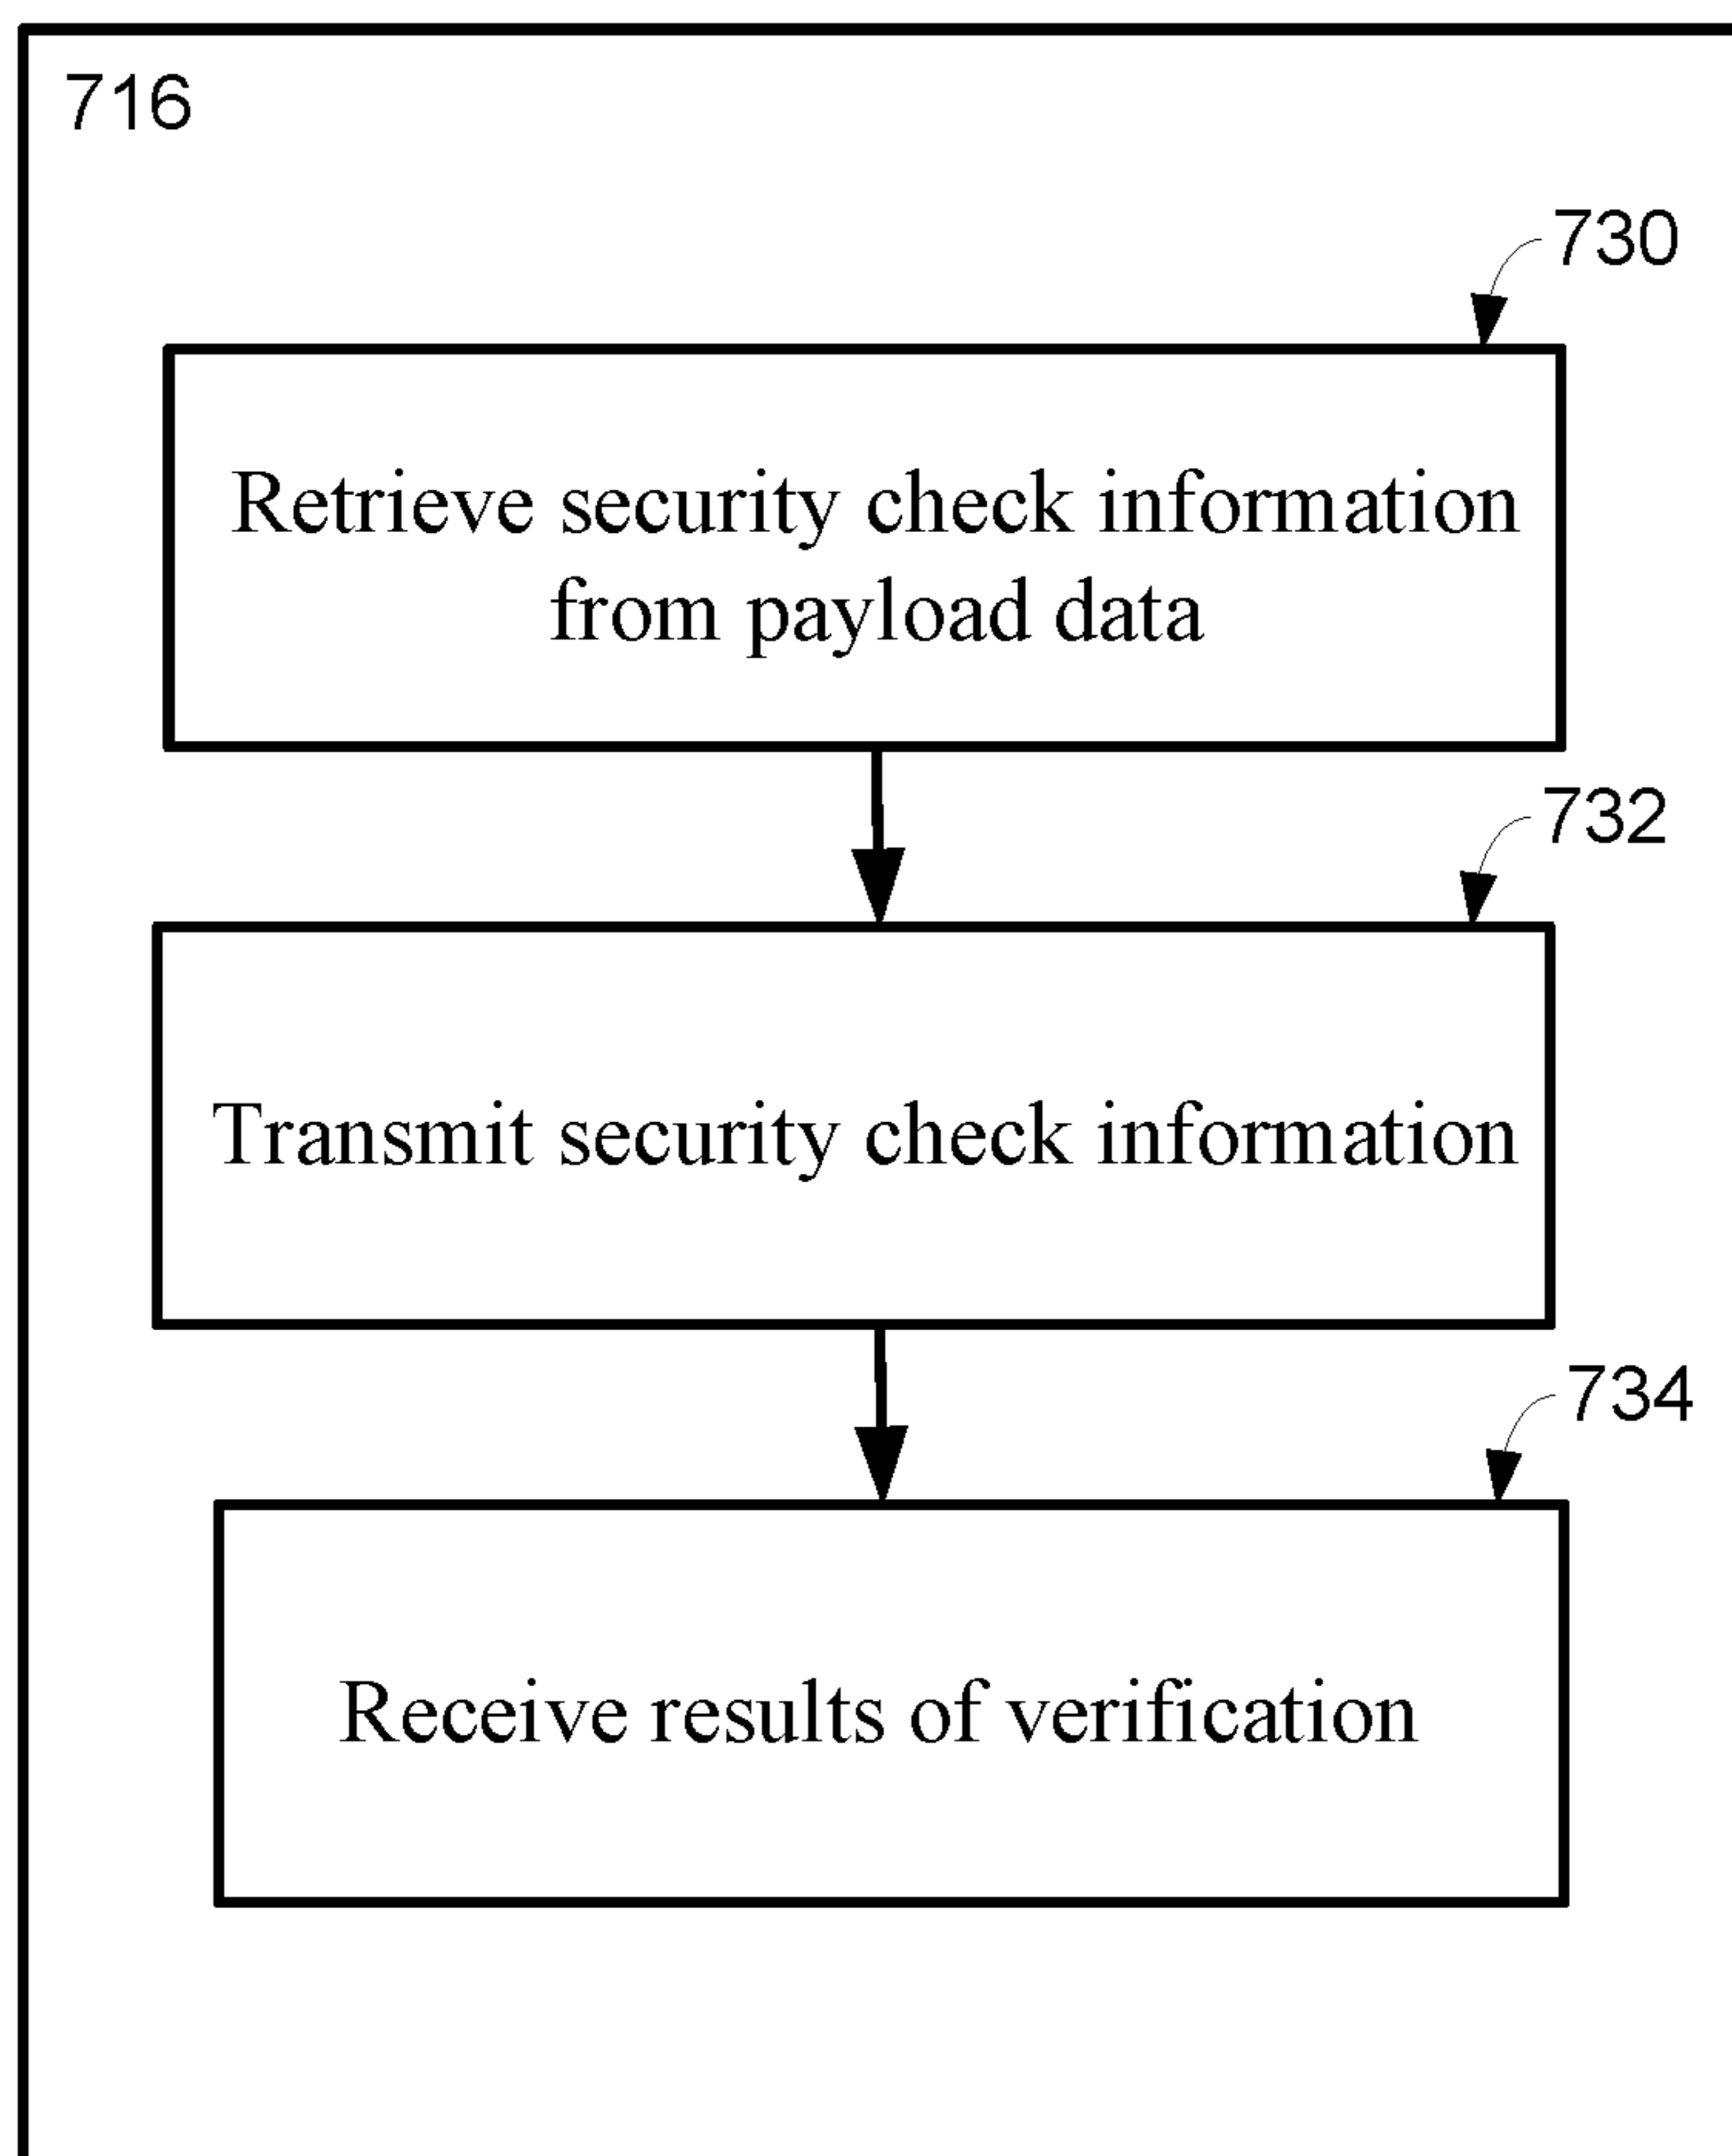 716
730
Retrieve security check information
from payload data
732
Transmit security check information
734
Receive results of verification